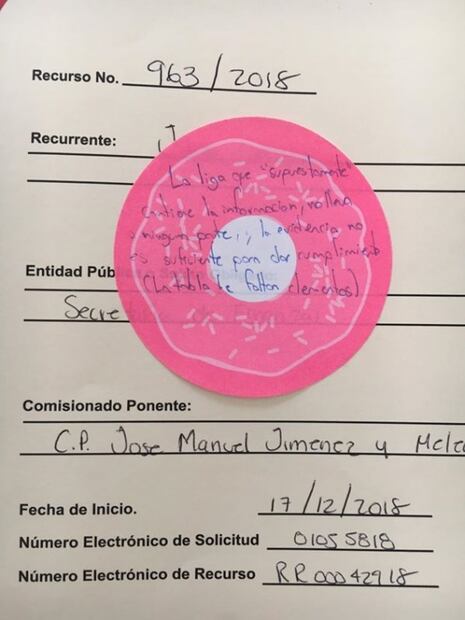 Recurso No. 963/2018
Recurrente: J
La liga que "supuestamente"
contiene la información, no lleva
a ninguna parte, y la evidencia no
es suficiente para dar cumplimiento
(La tabla le faltan elementos)
Entidad Púb
Secre
Comisionado Ponente:
C.P. Jose Manuel Jimenez y Mele
Fecha de Inicio. 17/12/2018
Número Electrónico de Solicitud 01055818
Número Electrónico de Recurso RR00042918